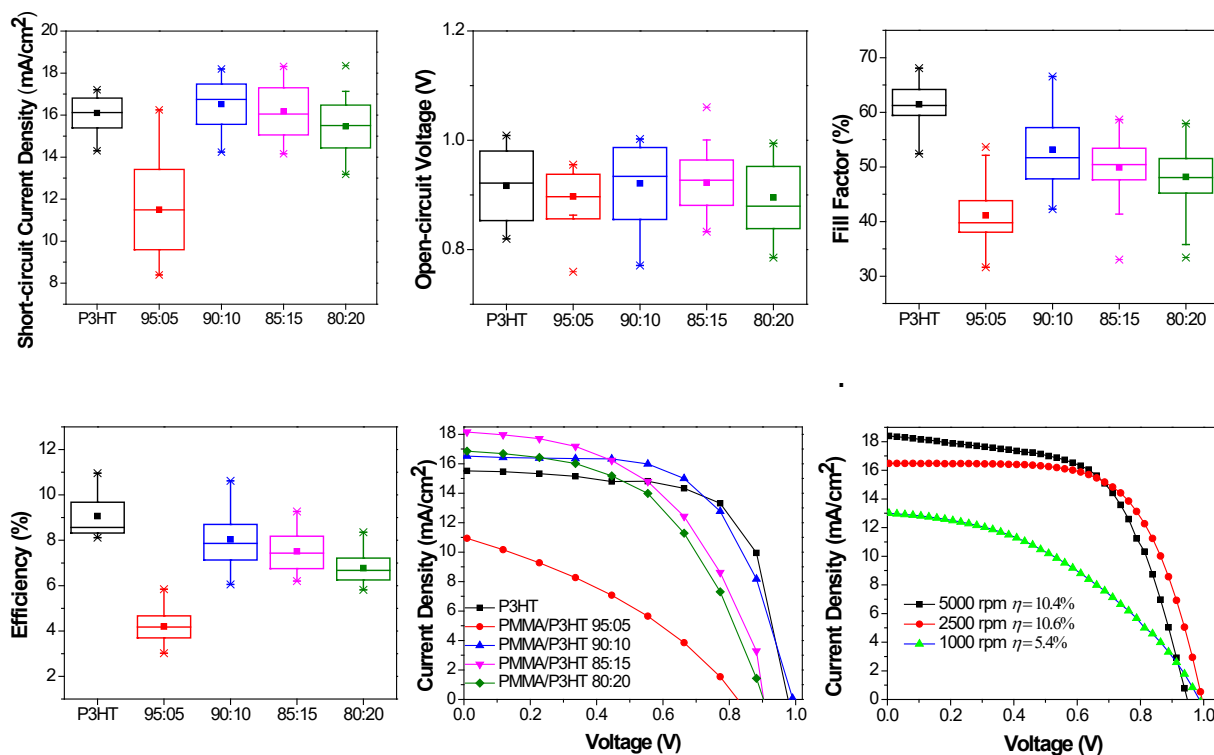 Short-circuit Current Density (mA/cm²)
18
16
14
12
10
8
P3HT 95:05 90:10 85:15 80:20
Open-circuit Voltage (V)
1.2
1.0
0.8
P3HT 95:05 90:10 85:15 80:20
Fill Factor (%)
70
60
50
40
30
P3HT 95:05 90:10 85:15 80:20
Efficiency (%)
12
10
8
6
4
2
P3HT 95:05 90:10 85:15 80:20
Current Density (mA/cm²)
18
16
14
12
10
8
6
4
2
0
P3HT
PMMA/P3HT 95:05
PMMA/P3HT 90:10
PMMA/P3HT 85:15
PMMA/P3HT 80:20
0.0 0.2 0.4 0.6 0.8 1.0
Voltage (V)
Current Density (mA/cm²)
18
16
14
12
10
8
6
4
2
0
5000 rpm η = 10.4%
2500 rpm η = 10.6%
1000 rpm η = 5.4%
0.0 0.2 0.4 0.6 0.8 1.0
Voltage (V)